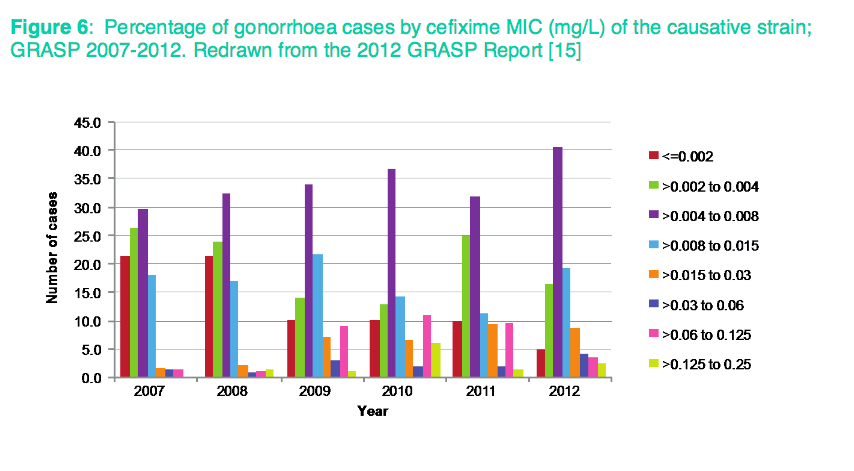 Figure 6: Percentage of gonorrhoea cases by cefixime MIC (mg/L) of the causative strain;
GRASP 2007-2012. Redrawn from the 2012 GRASP Report [15]
45.0
40.0
35.0
30.0
25.0
20.0
15.0
10.0
5.0
0.0
Number of cases
2007 2008 2009 2010 2011 2012
Year
<=0.002
>0.002 to 0.004
>0.004 to 0.008
>0.008 to 0.015
>0.015 to 0.03
>0.03 to 0.06
>0.06 to 0.125
>0.125 to 0.25